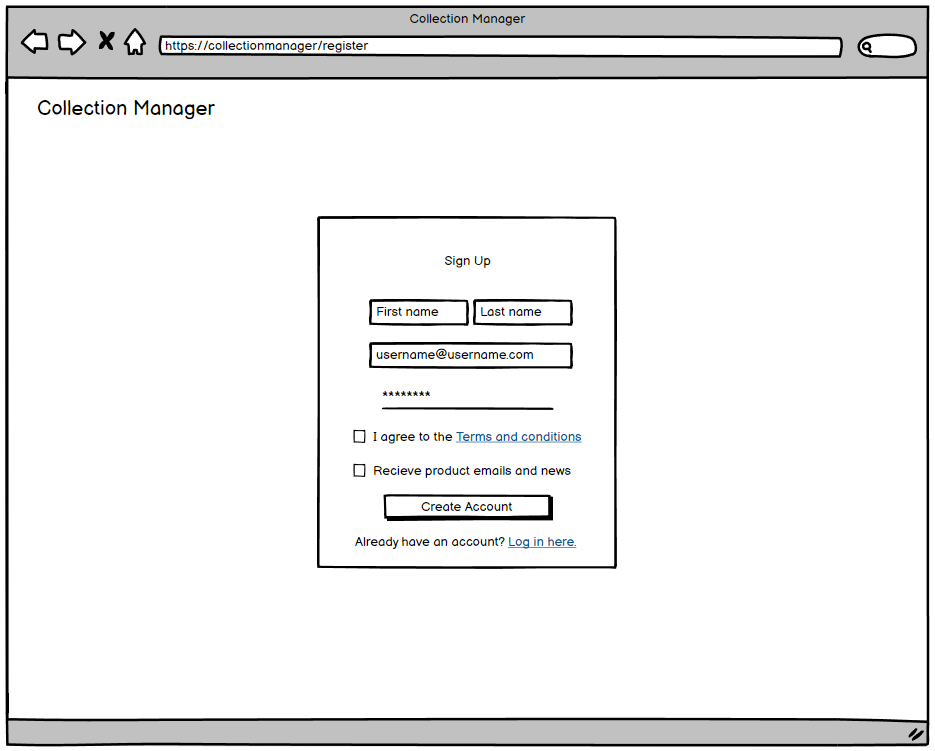 Collection Manager
https://collectionmanager/register
Collection Manager
Sign Up
First name Last name
username@username.com
********
I agree to the Terms and conditions
Recieve product emails and news
Create Account
Already have an account? Log in here.